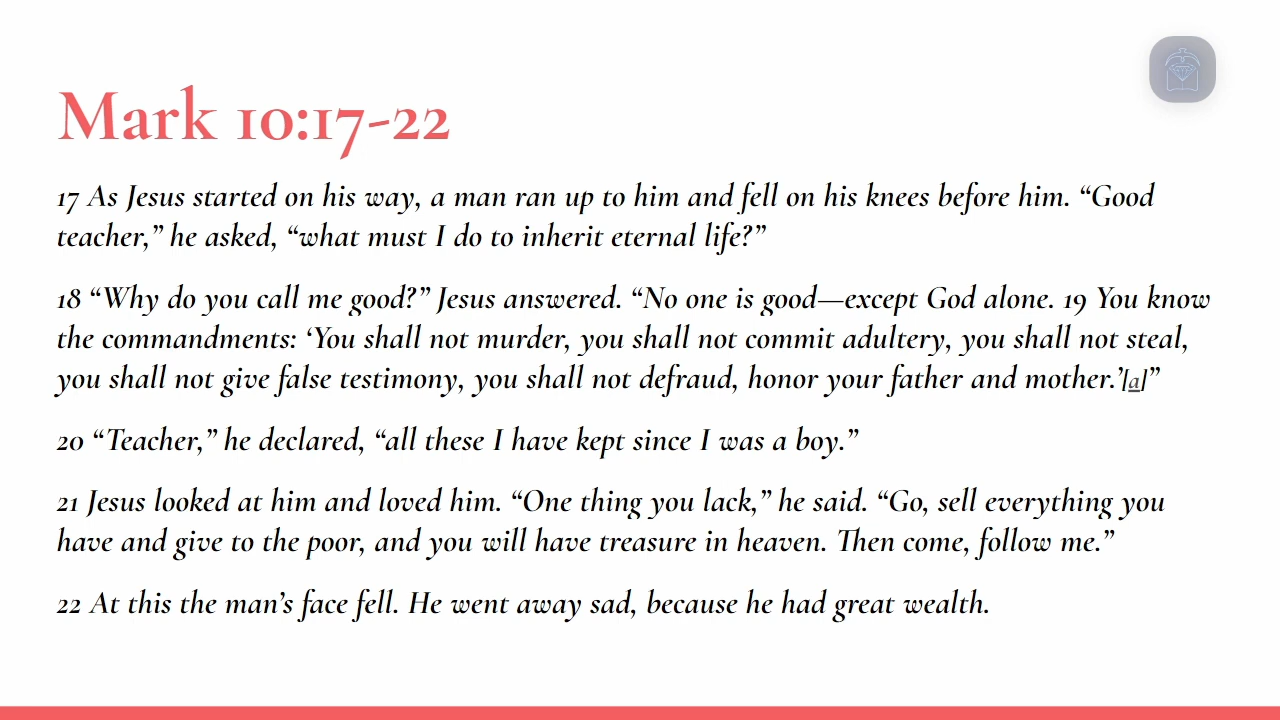 Mark 10:17-22
17 As Jesus started on his way, a man ran up to him and fell on his knees before him. “Good
teacher,” he asked, “what must I do to inherit eternal life?”
18 “Why do you call me good?” Jesus answered. “No one is good—except God alone. 19 You know
the commandments: ‘You shall not murder, you shall not commit adultery, you shall not steal,
you shall not give false testimony, you shall not defraud, honor your father and mother.’[a]”
20 “Teacher,” he declared, “all these I have kept since I was a boy.”
21 Jesus looked at him and loved him. “One thing you lack,” he said. “Go, sell everything you
have and give to the poor, and you will have treasure in heaven. Then come, follow me.”
22 At this the man’s face fell. He went away sad, because he had great wealth.